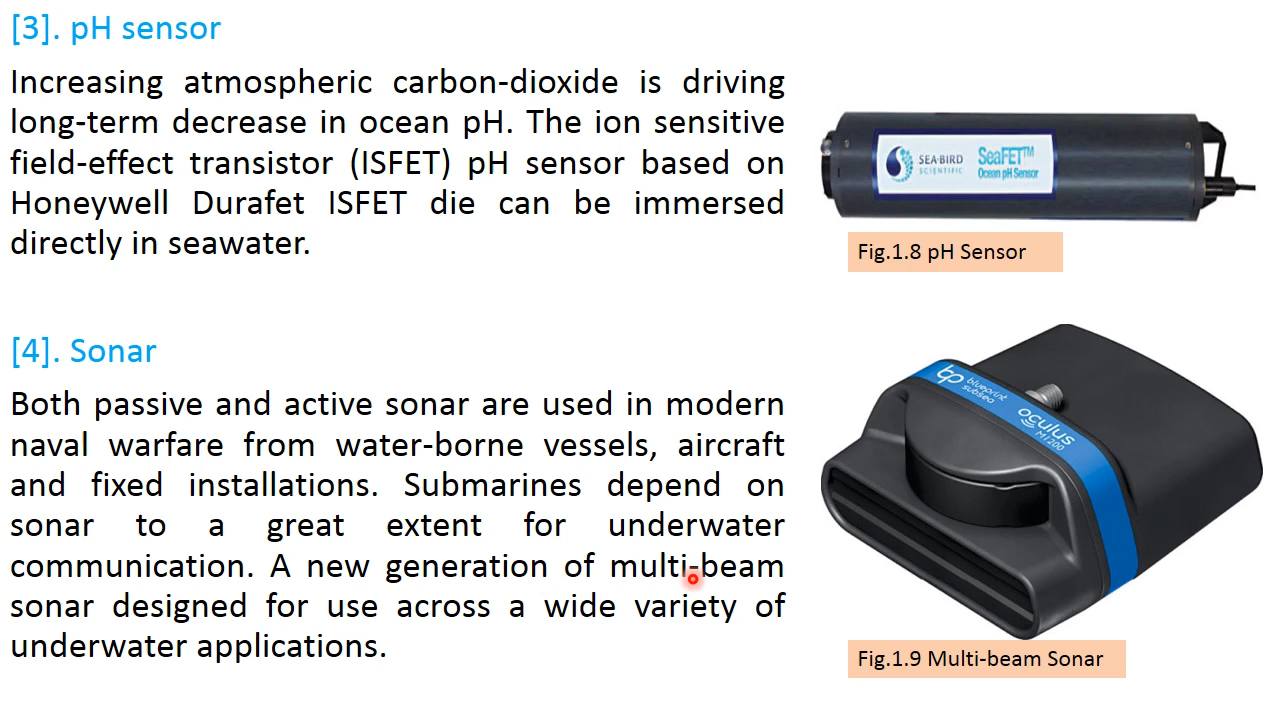 [3]. pH sensor
Increasing atmospheric carbon-dioxide is driving
long-term decrease in ocean pH. The ion sensitive
field-effect transistor (ISFET) pH sensor based on
Honeywell Durafet ISFET die can be immersed
directly in seawater.
SEA·BIRD
SCIENTIFIC
SeaFET™
Ocean pH Sensor
Fig.1.8 pH Sensor
[4]. Sonar
Both passive and active sonar are used in modern
naval warfare from water-borne vessels, aircraft
and fixed installations. Submarines depend on
sonar to a great extent for underwater
communication. A new generation of multi-beam
sonar designed for use across a wide variety of
underwater applications.
bp blueprint
subsea
oculus
M1200
Fig.1.9 Multi-beam Sonar